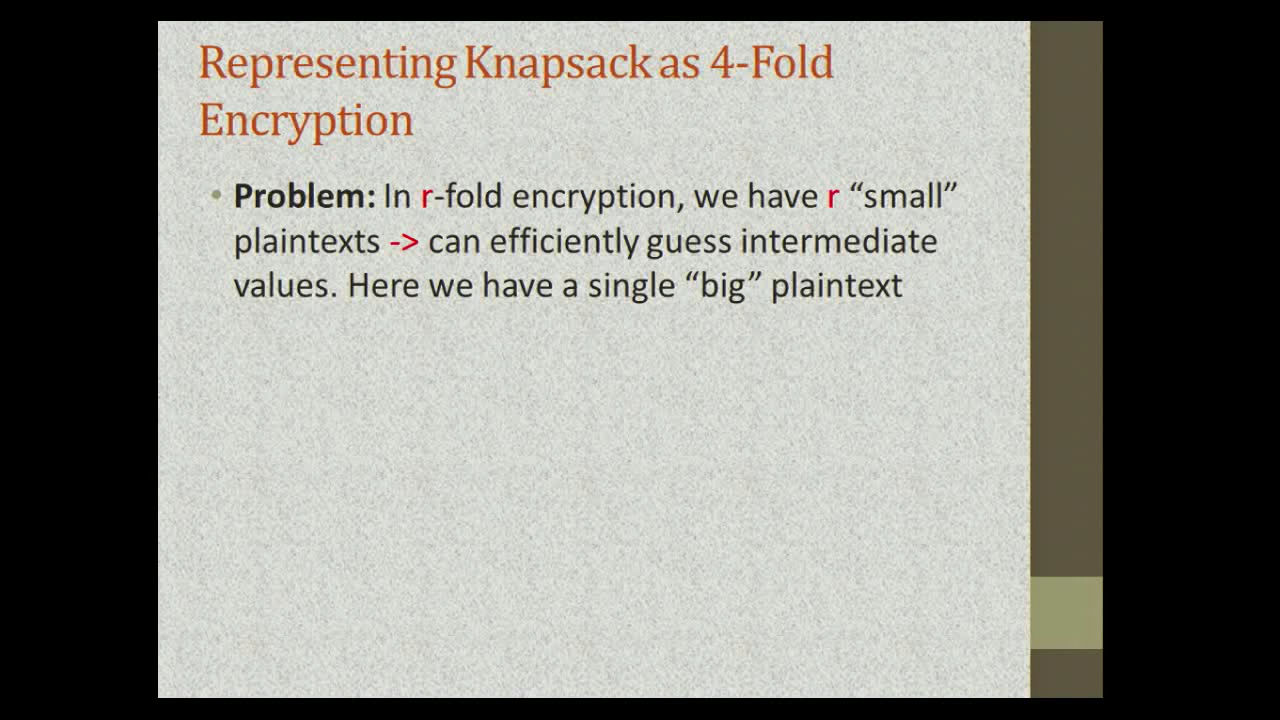 Representing Knapsack as 4-Fold
Encryption
• Problem: In r-fold encryption, we have r “small”
plaintexts -> can efficiently guess intermediate
values. Here we have a single “big” plaintext